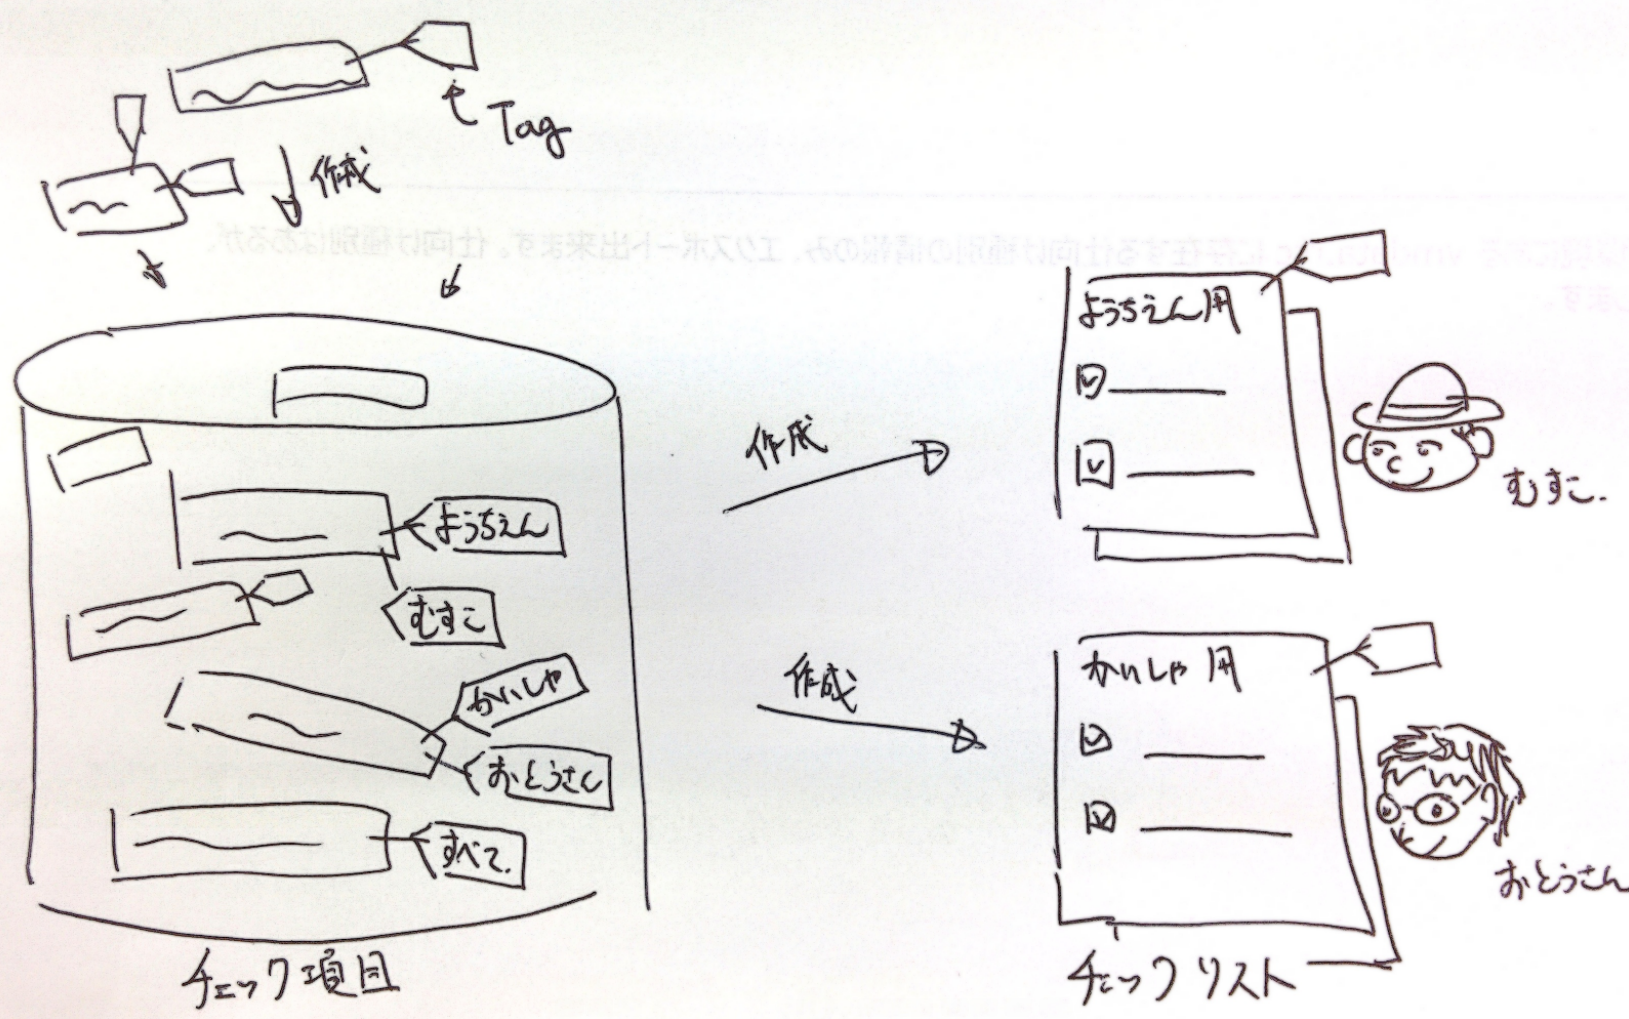 Tag
作成
ようちえん
むすこ
かいしゃ
おとうさん
すべて.
チェック項目
作成
作成
ようちえん用
むすこ.
かいしゃ用
おとうさん
チェックリスト